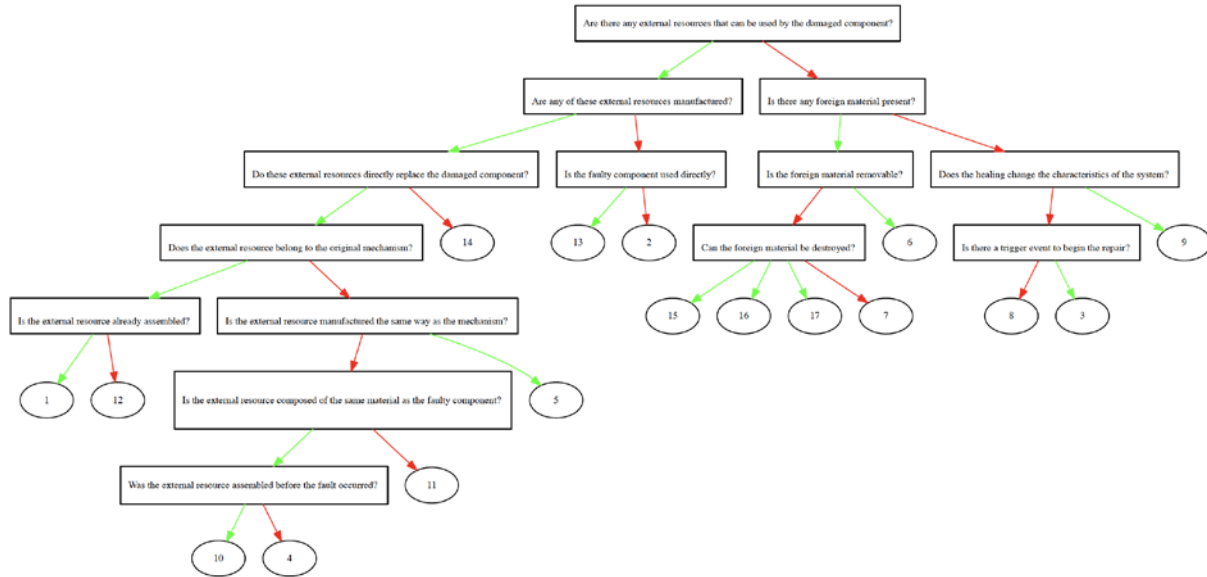 Are there any external resources that can be used by the damaged component?
Are any of these external resources manufactured?
Is there any foreign material present?
Do these external resources directly replace the damaged component?
Is the faulty component used directly?
Is the foreign material removable?
Does the healing change the characteristics of the system?
Does the external resource belong to the original mechanism?
14
13
2
Can the foreign material be destroyed?
6
Is there a trigger event to begin the repair?
9
Is the external resource already assembled?
Is the external resource manufactured the same way as the mechanism?
15
16
17
7
8
3
1
12
Is the external resource composed of the same material as the faulty component?
5
Was the external resource assembled before the fault occurred?
11
10
4